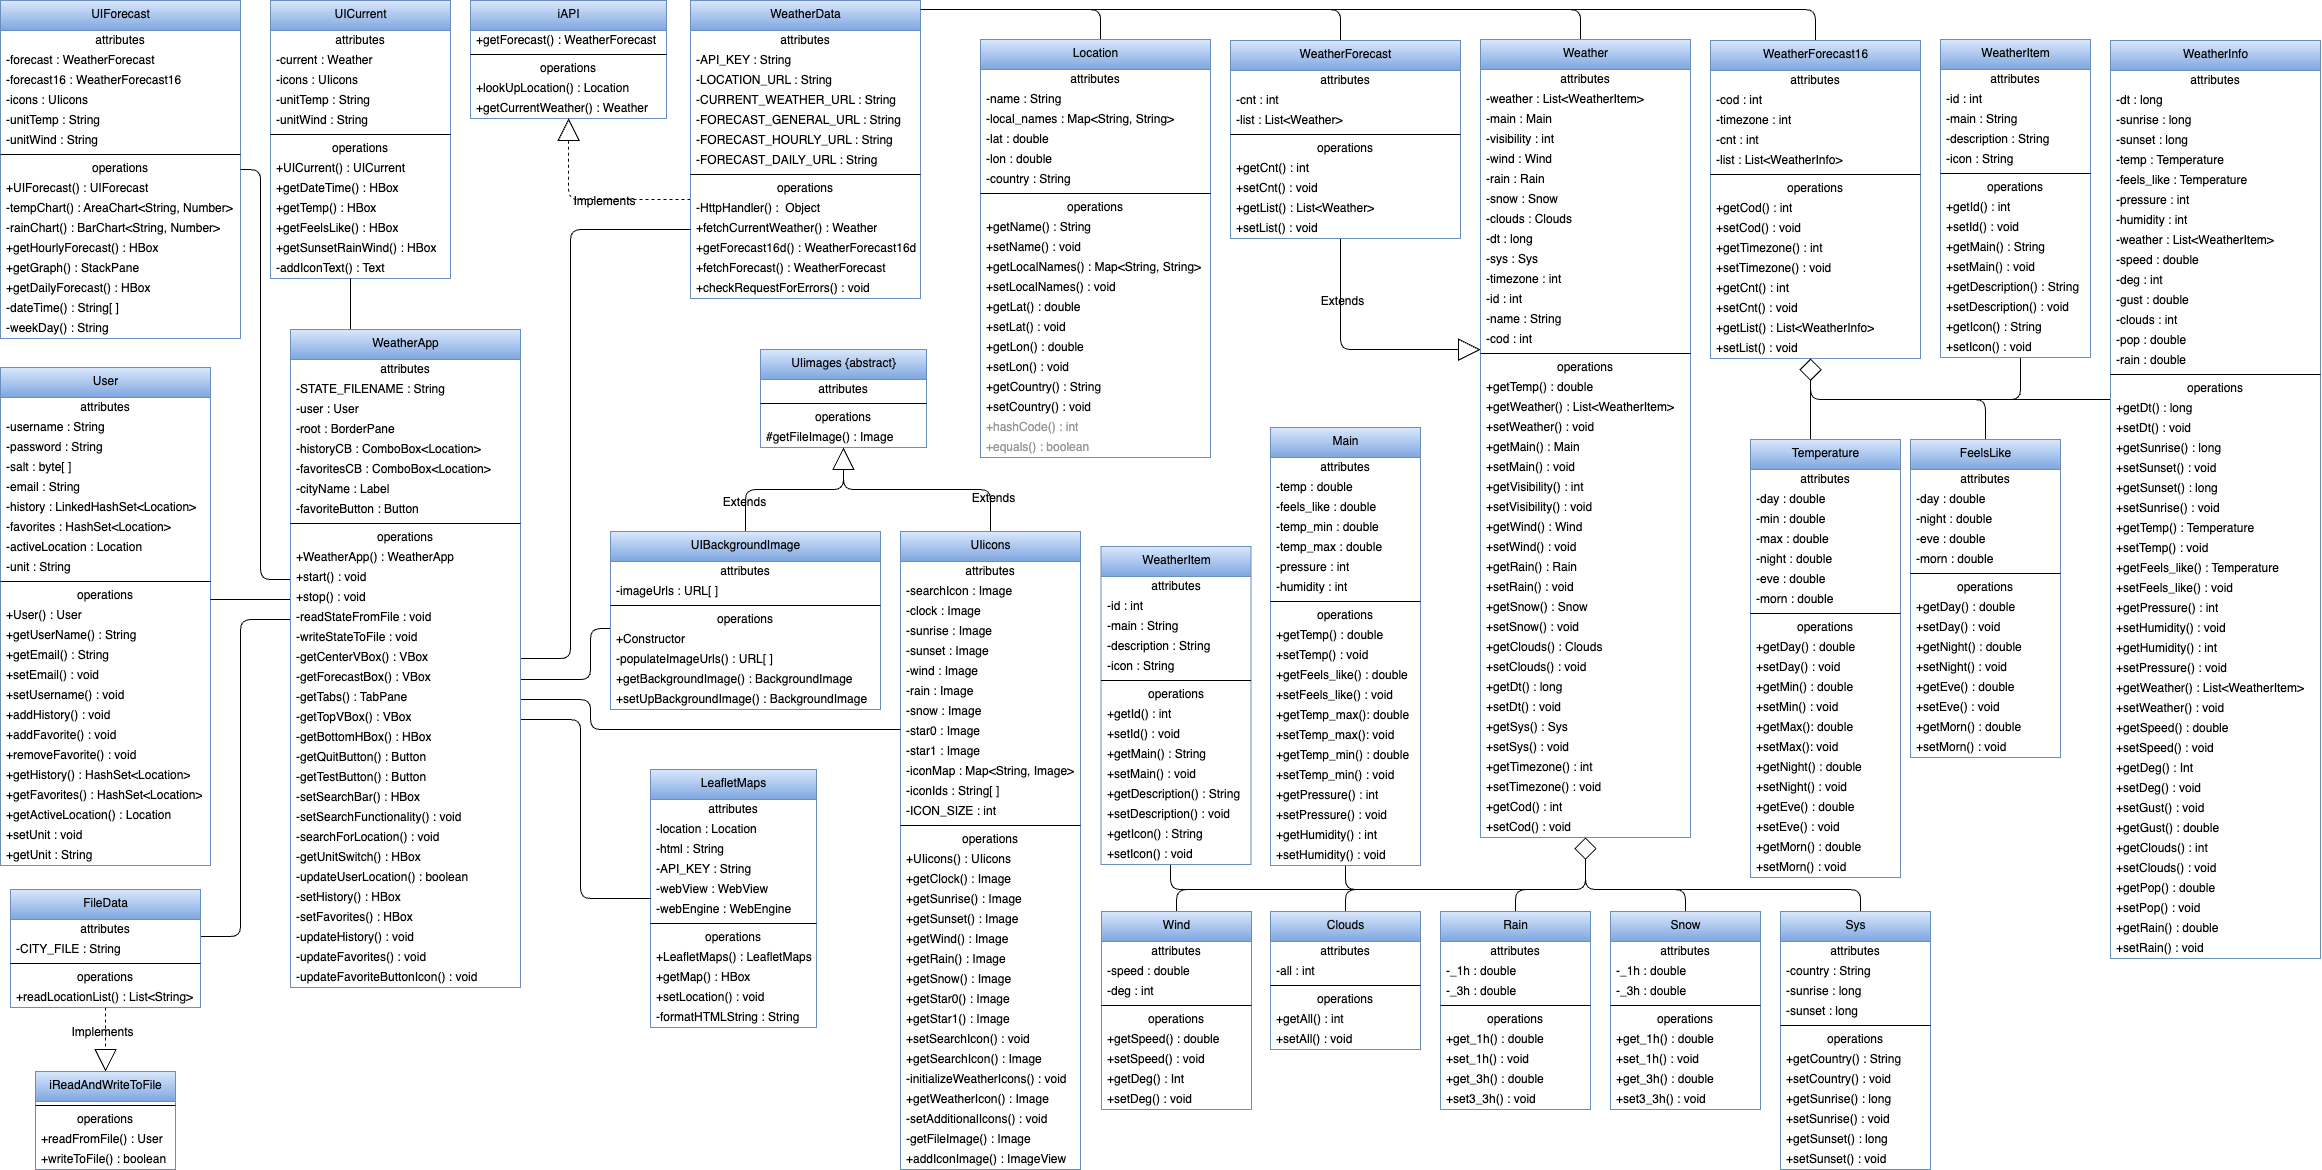 UIForecast
attributes
-forecast : WeatherForecast
-forecast16 : WeatherForecast16
-icons : UIicons
-unitTemp : String
-unitWind : String
operations
+UIForecast() : UIForecast
-tempChart() : AreaChart<String, Number>
-rainChart() : BarChart<String, Number>
+getHourlyForecast() : HBox
+getGraph() : StackPane
+getDailyForecast() : HBox
-dateTime() : String[ ]
-weekDay() : String
UICurrent
attributes
-current : Weather
-icons : UIicons
-unitTemp : String
-unitWind : String
operations
+UICurrent() : UICurrent
+getDateTime() : HBox
+getTemp() : HBox
+getFeelsLike() : HBox
+getSunsetRainWind() : HBox
-addIconText() : Text
iAPI
+getForecast() : WeatherForecast
operations
+lookUpLocation() : Location
+getCurrentWeather() : Weather
Implements
WeatherData
attributes
-API_KEY : String
-LOCATION_URL : String
-CURRENT_WEATHER_URL : String
-FORECAST_GENERAL_URL : String
-FORECAST_HOURLY_URL : String
-FORECAST_DAILY_URL : String
operations
-HttpHandler() : Object
+fetchCurrentWeather() : Weather
+getForecast16d() : WeatherForecast16d
+fetchForecast() : WeatherForecast
+checkRequestForErrors() : void
Location
attributes
-name : String
-local_names : Map<String, String>
-lat : double
-lon : double
-country : String
operations
+getName() : String
+setName() : void
+getLocalNames() : Map<String, String>
+setLocalNames() : void
+getLat() : double
+setLat() : void
+getLon() : double
+setLon() : void
+getCountry() : String
+setCountry() : void
+hashCode() : int
+equals() : boolean
WeatherForecast
attributes
-cnt : int
-list : List<Weather>
operations
+getCnt() : int
+setCnt() : void
+getList() : List<Weather>
+setList() : void
Extends
Weather
attributes
-weather : List<WeatherItem>
-main : Main
-visibility : int
-wind : Wind
-rain : Rain
-snow : Snow
-clouds : Clouds
-dt : long
-sys : Sys
-timezone : int
-id : int
-name : String
-cod : int
operations
+getTemp() : double
+getWeather() : List<WeatherItem>
+setWeather() : void
+getMain() : Main
+setMain() : void
+getVisibility() : int
+setVisibility() : void
+getWind() : Wind
+setWind() : void
+getRain() : Rain
+setRain() : void
+getSnow() : Snow
+setSnow() : void
+getClouds() : Clouds
+setClouds() : void
+getDt() : long
+setDt() : void
+getSys() : Sys
+setSys() : void
+getTimezone() : int
+setTimezone() : void
+getCod() : int
+setCod() : void
WeatherForecast16
attributes
-cod : int
-timezone : int
-cnt : int
-list : List<WeatherInfo>
operations
+getCod() : int
+setCod() : void
+getTimezone() : int
+setTimezone() : void
+getCnt() : int
+setCnt() : void
+getList() : List<WeatherInfo>
+setList() : void
WeatherItem
attributes
-id : int
-main : String
-description : String
-icon : String
operations
+getId() : int
+setId() : void
+getMain() : String
+setMain() : void
+getDescription() : String
+setDescription() : void
+getIcon() : String
+setIcon() : void
WeatherInfo
attributes
-dt : long
-sunrise : long
-sunset : long
-temp : Temperature
-feels_like : Temperature
-pressure : int
-humidity : int
-weather : List<WeatherItem>
-speed : double
-deg : int
-gust : double
-clouds : int
-pop : double
-rain : double
operations
+getDt() : long
+setDt() : void
+getSunrise() : long
+setSunset() : void
+getSunset() : long
+setSunrise() : void
+getTemp() : Temperature
+setTemp() : void
+getFeels_like() : Temperature
+setFeels_like() : void
+getPressure() : int
+setHumidity() : void
+getHumidity() : int
+setPressure() : void
+getWeather() : List<WeatherItem>
+setWeather() : void
+getSpeed() : double
+setSpeed() : void
+getDeg() : Int
+setDeg() : void
+setGust() : void
+getGust() : double
+getClouds() : int
+setClouds() : void
+getPop() : double
+setPop() : void
+getRain() : double
+setRain() : void
User
attributes
-username : String
-password : String
-salt : byte[ ]
-email : String
-history : LinkedHashSet<Location>
-favorites : HashSet<Location>
-activeLocation : Location
-unit : String
operations
+User() : User
+getUserName() : String
+getEmail() : String
+setEmail() : void
+setUsername() : void
+addHistory() : void
+addFavorite() : void
+removeFavorite() : void
+getHistory() : HashSet<Location>
+getFavorites() : HashSet<Location>
+getActiveLocation() : Location
+setUnit : void
+getUnit : String
WeatherApp
attributes
-STATE_FILENAME : String
-user : User
-root : BorderPane
-historyCB : ComboBox<Location>
-favoritesCB : ComboBox<Location>
-cityName : Label
-favoriteButton : Button
operations
+WeatherApp() : WeatherApp
+start() : void
+stop() : void
-readStateFromFile : void
-writeStateToFile : void
-getCenterVBox() : VBox
-getForecastBox() : VBox
-getTabs() : TabPane
-getTopVBox() : VBox
-getBottomHBox() : HBox
-getQuitButton() : Button
-getTestButton() : Button
-setSearchBar() : HBox
-setSearchFunctionality() : void
-searchForLocation() : void
-getUnitSwitch() : HBox
-updateUserLocation() : boolean
-setHistory() : HBox
-setFavorites() : HBox
-updateHistory() : void
-updateFavorites() : void
-updateFavoriteButtonIcon() : void
UIimages {abstract}
attributes
operations
#getFileImage() : Image
Extends
Extends
UIBackgroundImage
attributes
-imageUrls : URL[ ]
operations
+Constructor
-populateImageUrls() : URL[ ]
+getBackgroundImage() : BackgroundImage
+setUpBackgroundImage() : BackgroundImage
UIicons
attributes
-searchIcon : Image
-clock : Image
-sunrise : Image
-sunset : Image
-wind : Image
-rain : Image
-snow : Image
-star0 : Image
-star1 : Image
-iconMap : Map<String, Image>
-iconIds : String[ ]
-ICON_SIZE : int
operations
+UIicons() : UIicons
+getClock() : Image
+getSunrise() : Image
+getSunset() : Image
+getWind() : Image
+getRain() : Image
+getSnow() : Image
+getStar0() : Image
+getStar1() : Image
+setSearchIcon() : void
+getSearchIcon() : Image
-initializeWeatherIcons() : void
+getWeatherIcon() : Image
-setAdditionalIcons() : void
-getFileImage() : Image
+addIconImage() : ImageView
LeafletMaps
attributes
-location : Location
-html : String
-API_KEY : String
-webView : WebView
-webEngine : WebEngine
operations
+LeafletMaps() : LeafletMaps
+getMap() : HBox
+setLocation() : void
-formatHTMLString : String
WeatherItem
attributes
-id : int
-main : String
-description : String
-icon : String
operations
+getId() : int
+setId() : void
+getMain() : String
+setMain() : void
+getDescription() : String
+setDescription() : void
+getIcon() : String
+setIcon() : void
Main
attributes
-temp : double
-feels_like : double
-temp_min : double
-temp_max : double
-pressure : int
-humidity : int
operations
+getTemp() : double
+setTemp() : void
+getFeels_like() : double
+setFeels_like() : void
+getTemp_max(): double
+setTemp_max(): void
+getTemp_min() : double
+setTemp_min() : void
+getPressure() : int
+setPressure() : void
+getHumidity() : int
+setHumidity() : void
Temperature
attributes
-day : double
-min : double
-max : double
-night : double
-eve : double
-morn : double
operations
+getDay() : double
+setDay() : void
+getMin() : double
+setMin() : void
+getMax(): double
+setMax(): void
+getNight() : double
+setNight() : void
+getEve() : double
+setEve() : void
+getMorn() : double
+setMorn() : void
FeelsLike
attributes
-day : double
-night : double
-eve : double
-morn : double
operations
+getDay() : double
+setDay() : void
+getNight() : double
+setNight() : void
+getEve() : double
+setEve() : void
+getMorn() : double
+setMorn() : void
FileData
attributes
-CITY_FILE : String
operations
+readLocationList() : List<String>
Implements
iReadAndWriteToFile
operations
+readFromFile() : User
+writeToFile() : boolean
Wind
attributes
-speed : double
-deg : int
operations
+getSpeed() : double
+setSpeed() : void
+getDeg() : Int
+setDeg() : void
Clouds
attributes
-all : int
operations
+getAll() : int
+setAll() : void
Rain
attributes
-_1h : double
-_3h : double
operations
+get_1h() : double
+set_1h() : void
+get_3h() : double
+set3_3h() : void
Snow
attributes
-_1h : double
-_3h : double
operations
+get_1h() : double
+set_1h() : void
+get_3h() : double
+set3_3h() : void
Sys
attributes
-country : String
-sunrise : long
-sunset : long
operations
+getCountry() : String
+setCountry() : void
+getSunrise() : long
+setSunrise() : void
+getSunset() : long
+setSunset() : void